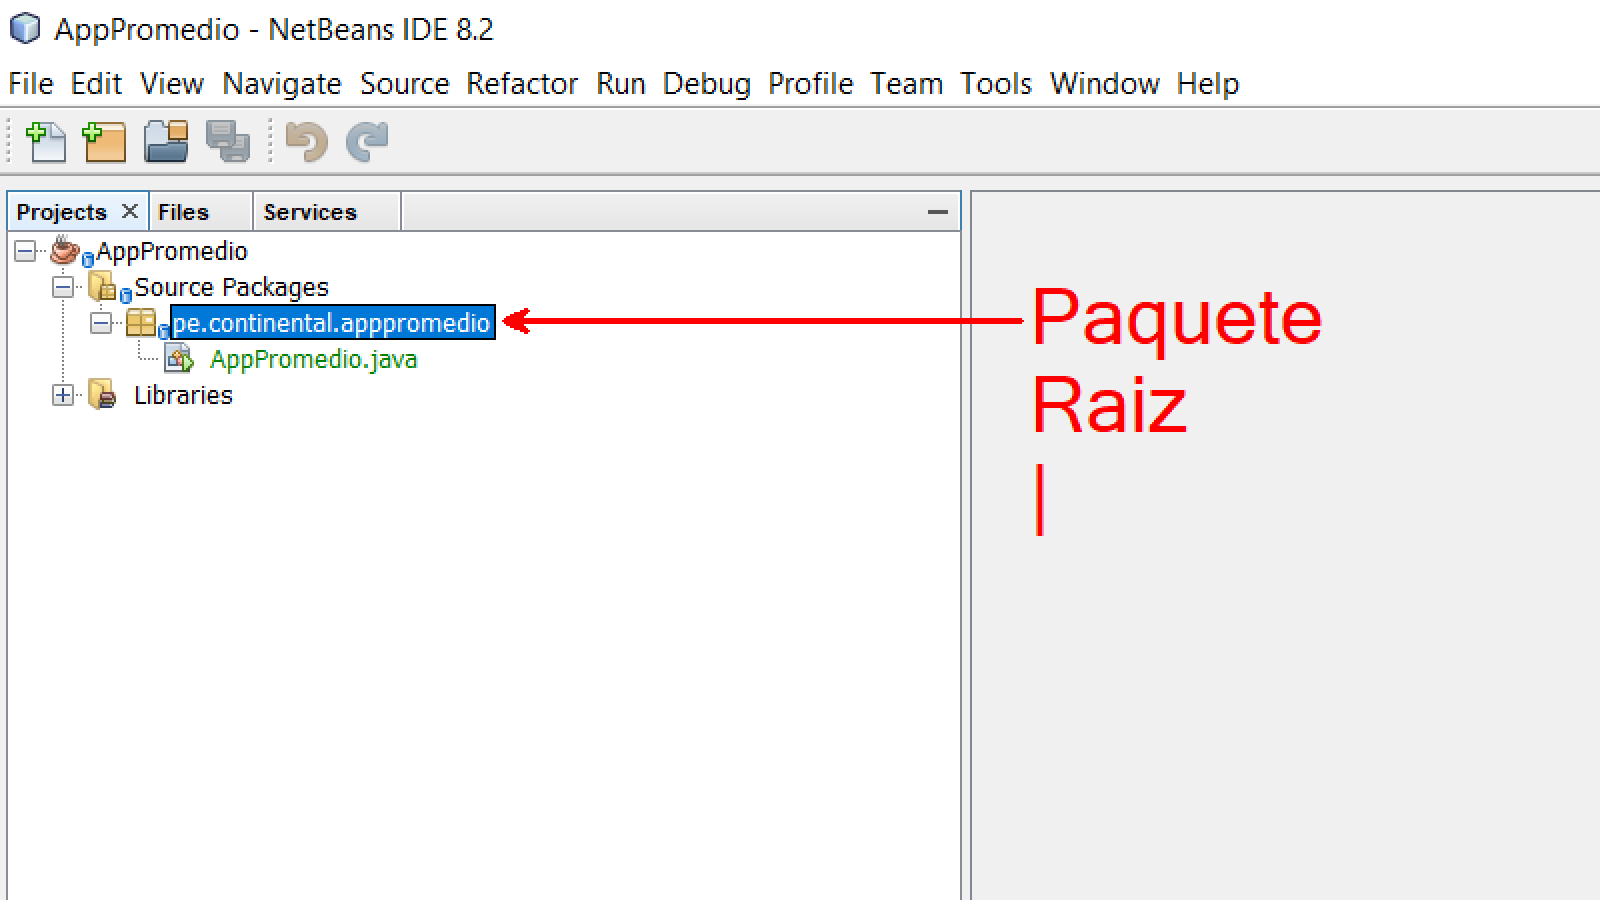 AppPromedio - NetBeans IDE 8.2
File Edit View Navigate Source Refactor Run Debug Profile Team Tools Window Help
Projects Files Services
AppPromedio
Source Packages
pe.continental.apppromedio
AppPromedio.java
Libraries
Paquete
Raiz